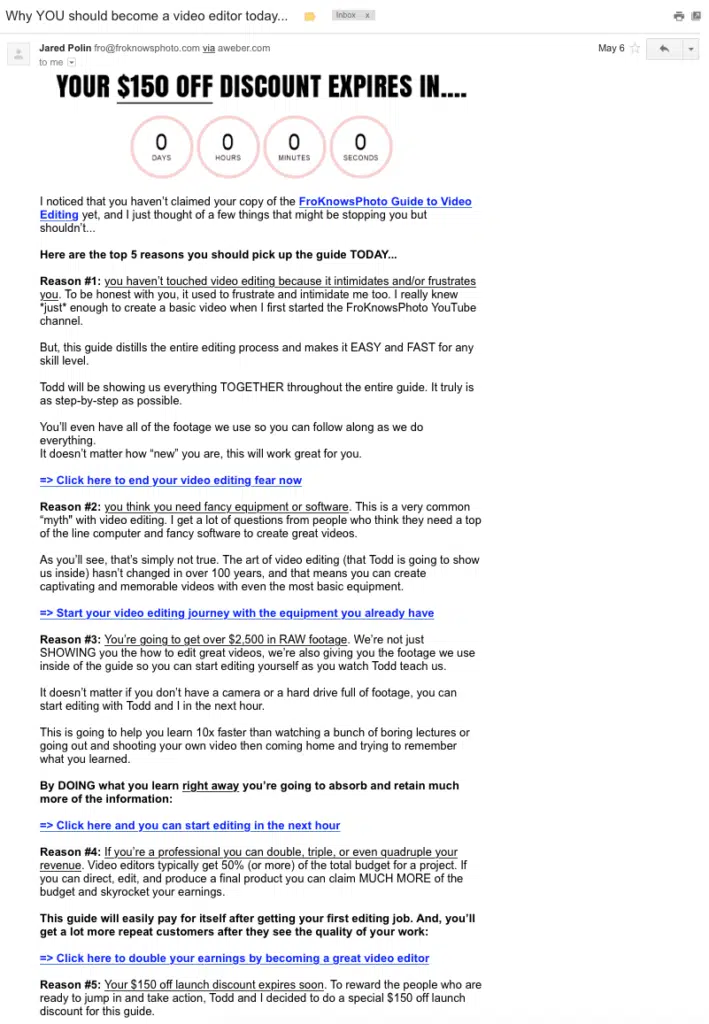 Why YOU should become a video editor today...
Inbox x
Jared Polin fro@froknowsphoto.com via aweber.com
May 6
to me
YOUR $150 OFF DISCOUNT EXPIRES IN....
0 0 0 0
DAYS HOURS MINUTES SECONDS
I noticed that you haven't claimed your copy of the FroKnowsPhoto Guide to Video
Editing yet, and I just thought of a few things that might be stopping you but
shouldn't...
Here are the top 5 reasons you should pick up the guide TODAY...
Reason #1: you haven't touched video editing because it intimidates and/or frustrates
you. To be honest with you, it used to frustrate and intimidate me too. I really knew
*just* enough to create a basic video when I first started the FroKnowsPhoto YouTube
channel.
But, this guide distills the entire editing process and makes it EASY and FAST for any
skill level.
Todd will be showing us everything TOGETHER throughout the entire guide. It truly is
as step-by-step as possible.
You'll even have all of the footage we use so you can follow along as we do
everything.
It doesn't matter how "new" you are, this will work great for you.
=> Click here to end your video editing fear now
Reason #2: you think you need fancy equipment or software. This is a very common
"myth" with video editing. I get a lot of questions from people who think they need a top
of the line computer and fancy software to create great videos.
As you'll see, that's simply not true. The art of video editing (that Todd is going to show
us inside) hasn't changed in over 100 years, and that means you can create
captivating and memorable videos with even the most basic equipment.
=> Start your video editing journey with the equipment you already have
Reason #3: You're going to get over $2,500 in RAW footage. We're not just
SHOWING you the how to edit great videos, we're also giving you the footage we use
inside of the guide so you can start editing yourself as you watch Todd teach us.
It doesn't matter if you don't have a camera or a hard drive full of footage, you can
start editing with Todd and I in the next hour.
This is going to help you learn 10x faster than watching a bunch of boring lectures or
going out and shooting your own video then coming home and trying to remember
what you learned.
By DOING what you learn right away you're going to absorb and retain much
more of the information:
=> Click here and you can start editing in the next hour
Reason #4: If you're a professional you can double, triple, or even quadruple your
revenue. Video editors typically get 50% (or more) of the total budget for a project. If
you can direct, edit, and produce a final product you can claim MUCH MORE of the
budget and skyrocket your earnings.
This guide will easily pay for itself after getting your first editing job. And, you'll
get a lot more repeat customers after they see the quality of your work:
=> Click here to double your earnings by becoming a great video editor
Reason #5: Your $150 off launch discount expires soon. To reward the people who are
ready to jump in and take action, Todd and I decided to do a special $150 off launch
discount for this guide.